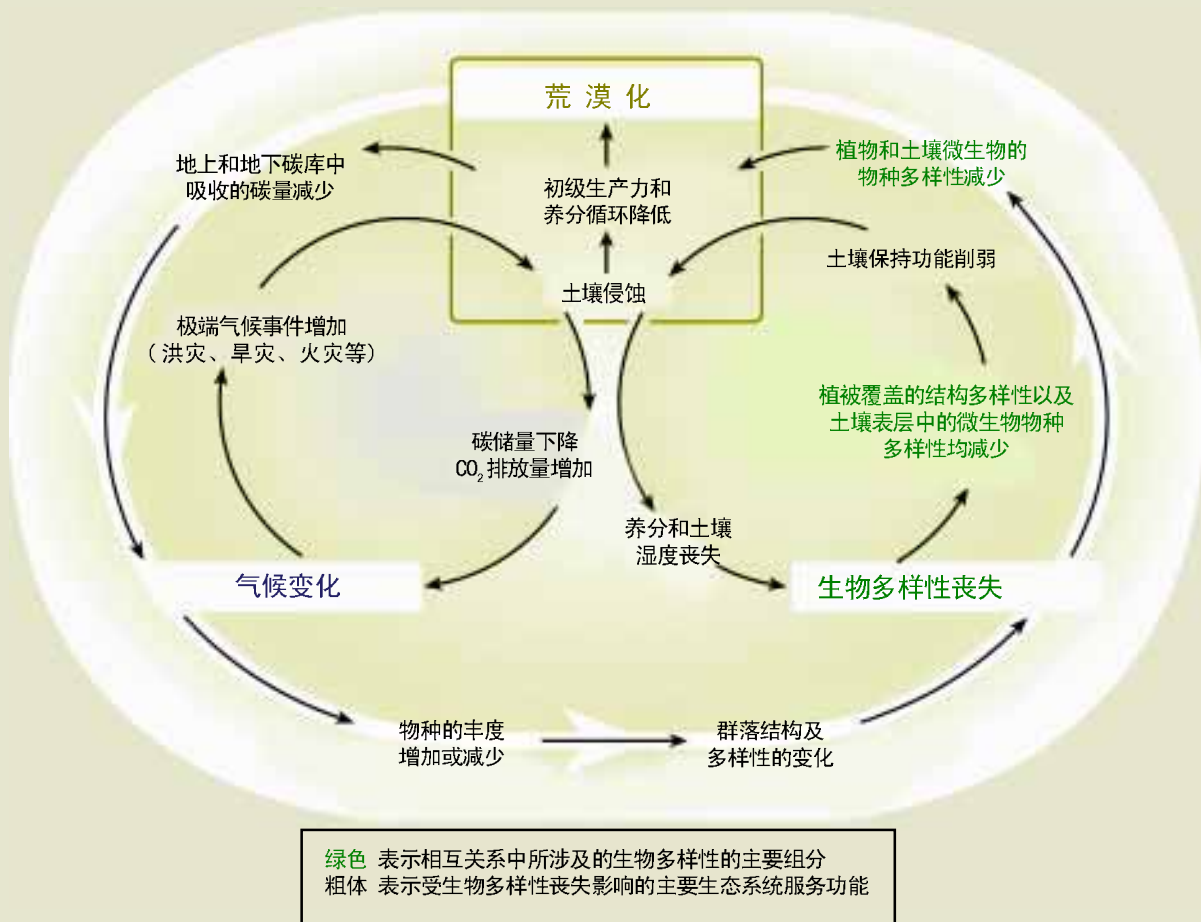 荒漠化
地上和地下碳库中
吸收的碳量减少
初级生产力和
养分循环降低
植物和土壤微生物的
物种多样性减少
土壤保持功能削弱
土壤侵蚀
极端气候事件增加
(洪灾、旱灾、火灾等)
植被覆盖的结构多样性以及
土壤表层中的微生物物种
多样性均减少
碳储量下降
CO₂排放量增加
养分和土壤
湿度丧失
气候变化
生物多样性丧失
物种的丰度
增加或减少
群落结构及
多样性的变化
绿色 表示相互关系中所涉及的生物多样性的主要组分
粗体 表示受生物多样性丧失影响的主要生态系统服务功能